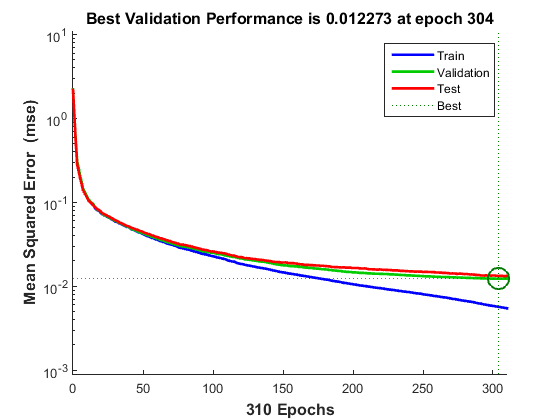 Best Validation Performance is 0.012273 at epoch 304
Mean Squared Error (mse)
10^1
10^0
10^-1
10^-2
10^-3
Train
Validation
Test
Best
0 50 100 150 200 250 300
310 Epochs